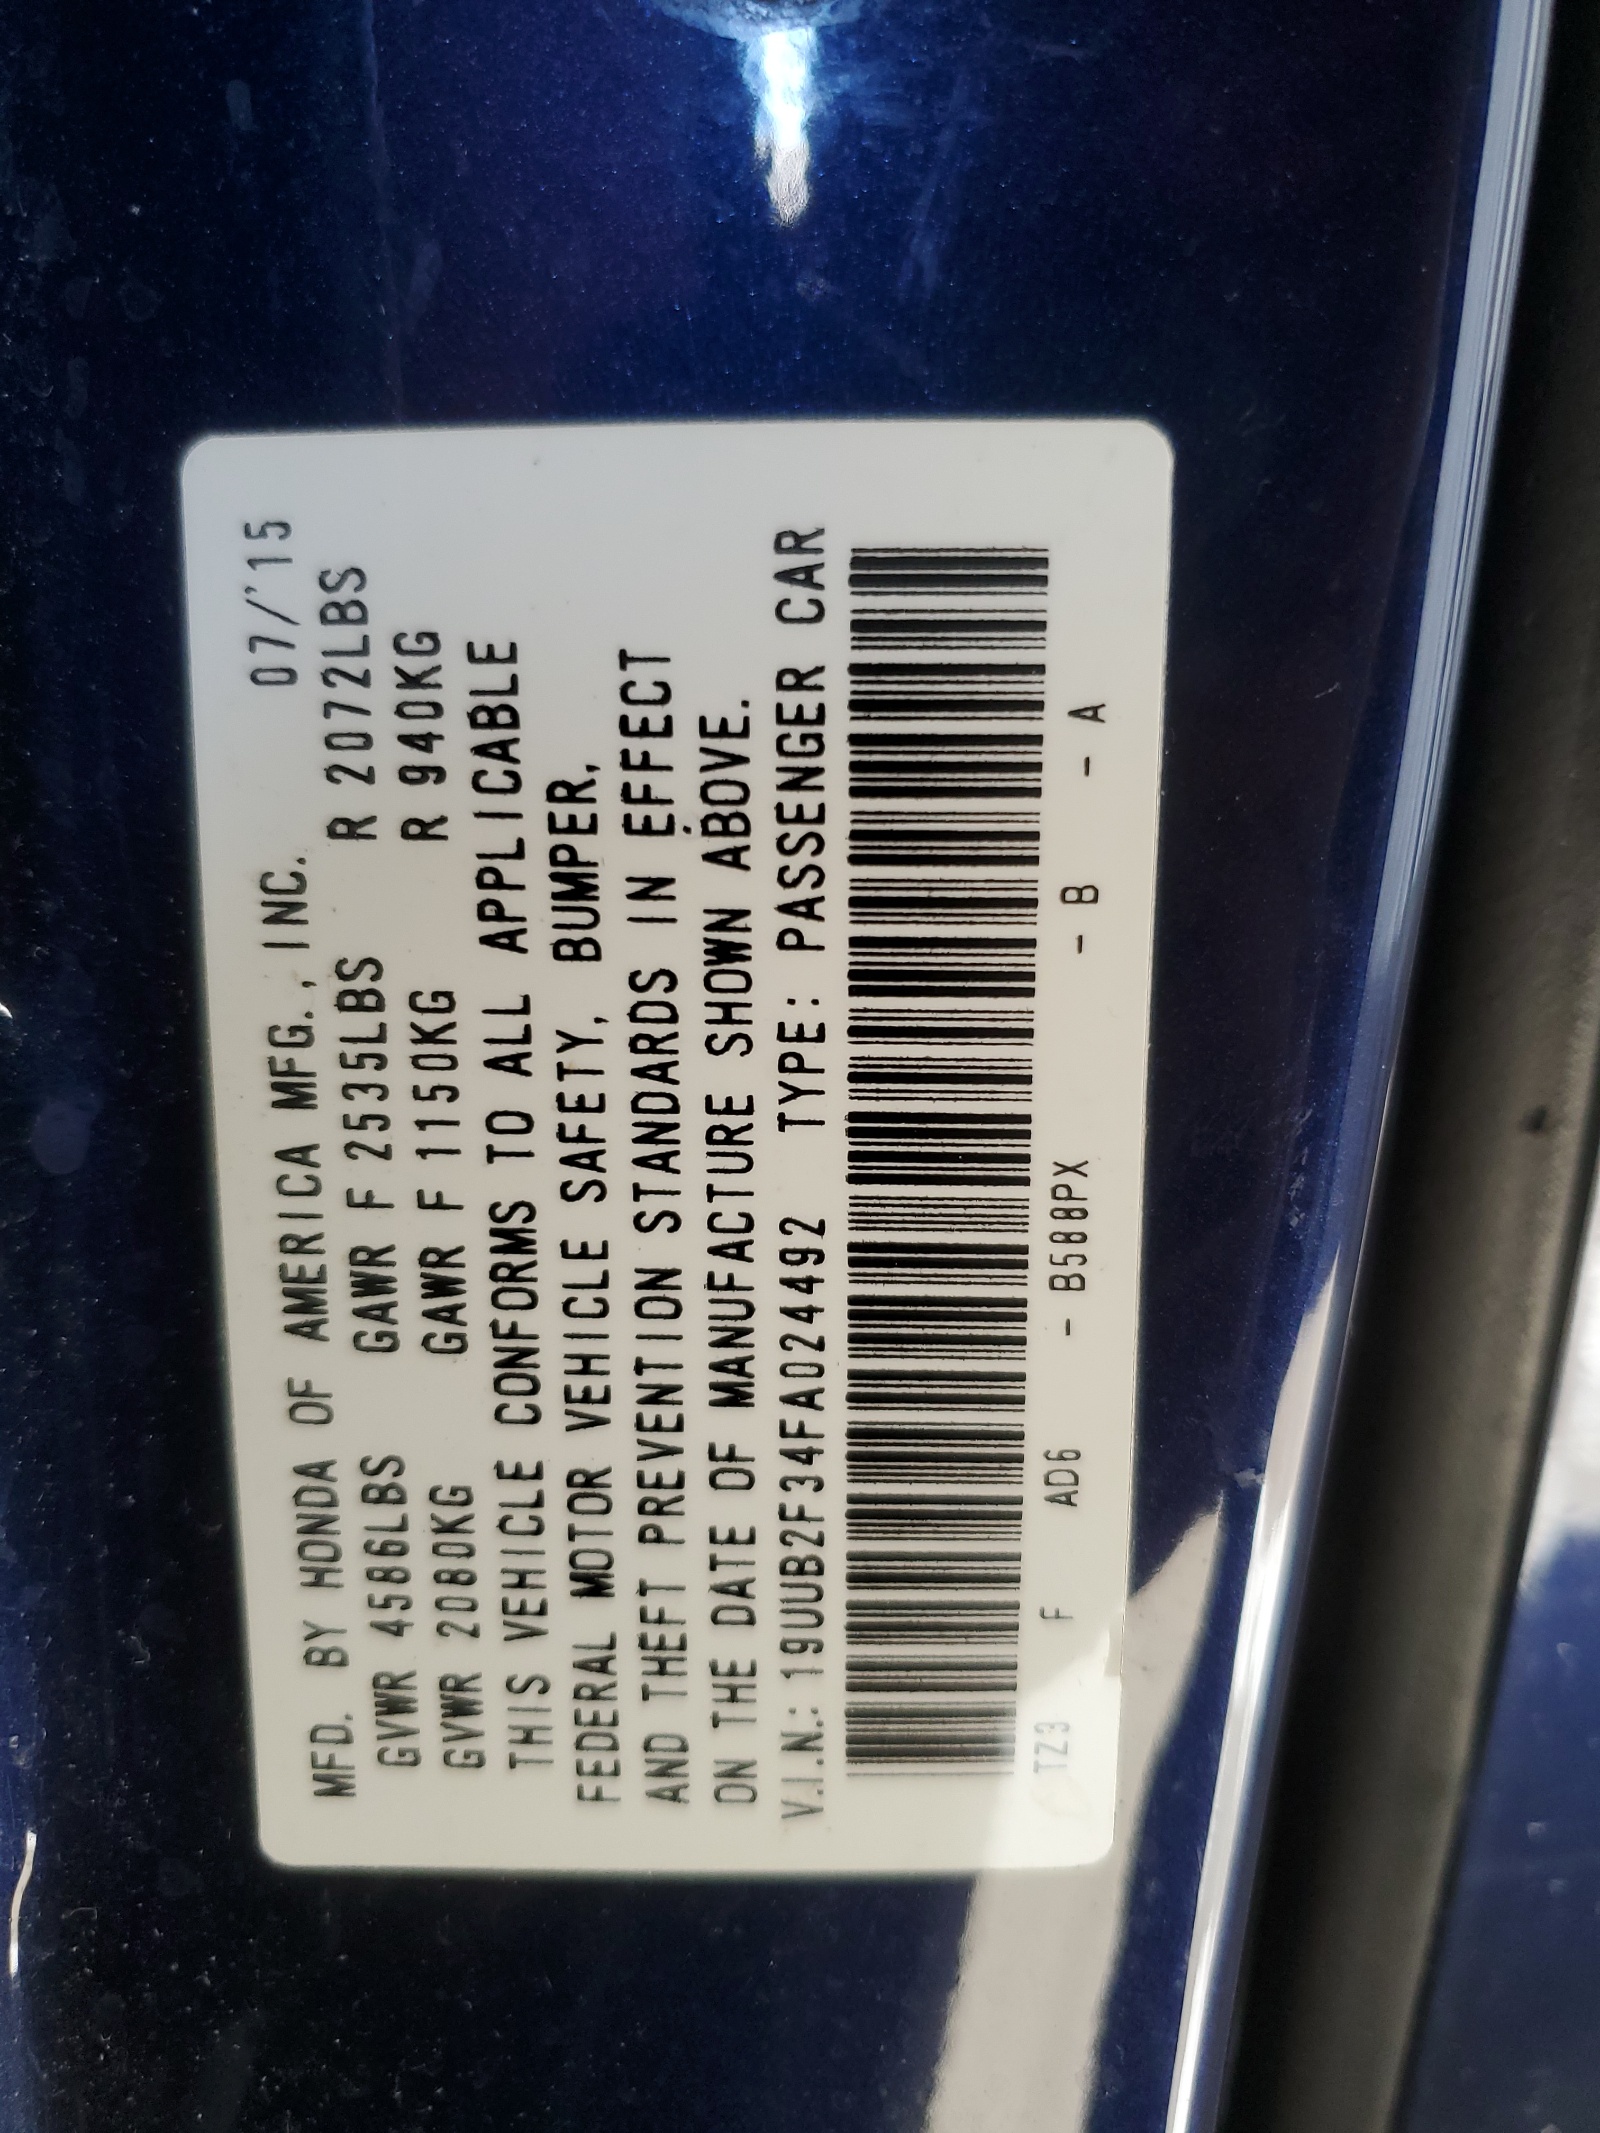 MFD. BY HONDA OF AMERICA MFG., INC. 07/'15
GVWR 4586LBS GAWR F 2535LBS R 2072LBS
GVWR 2080KG GAWR F 1150KG R 940KG
THIS VEHICLE CONFORMS TO ALL APPLICABLE
FEDERAL MOTOR VEHICLE SAFETY, BUMPER,
AND THEFT PREVENTION STANDARDS IN EFFECT
ON THE DATE OF MANUFACTURE SHOWN ABOVE.
V.I.N.: 19UUB2F34FA024492 TYPE: PASSENGER CAR
TZ3 F AD6 - B588PX - B - A